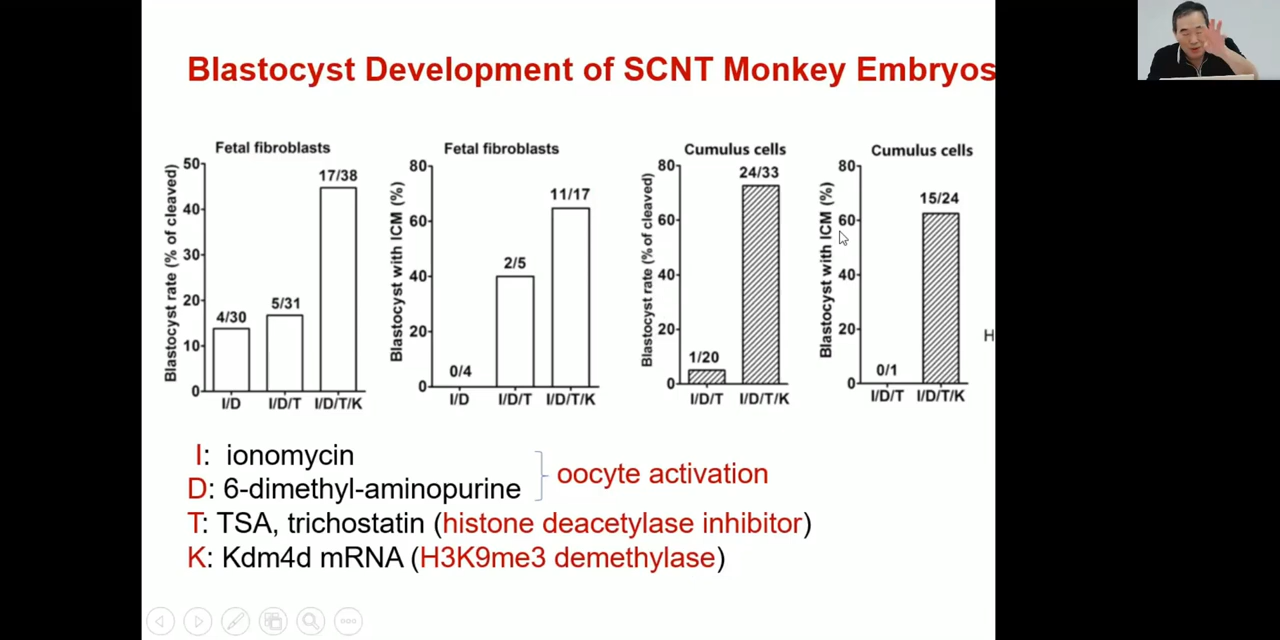 Blastocyst Development of SCNT Monkey Embryos
Fetal fibroblasts
Blastocyst rate (% of cleaved)
50
40
30
20
10
0
4/30
5/31
17/38
I/D
I/D/T
I/D/T/K
Fetal fibroblasts
Blastocyst with ICM (%)
80
60
40
20
0
0/4
2/5
11/17
I/D
I/D/T
I/D/T/K
Cumulus cells
Blastocyst rate (%of cleaved)
80
60
40
20
0
1/20
24/33
I/D/T
I/D/T/K
Cumulus cells
Blastocyst with ICM (%)
80
60
40
20
0
0/1
15/24
I/D/T
I/D/T/K
H
I: ionomycin
D: 6-dimethyl-aminopurine
oocyte activation
T: TSA, trichostatin (histone deacetylase inhibitor)
K: Kdm4d mRNA (H3K9me3 demethylase)